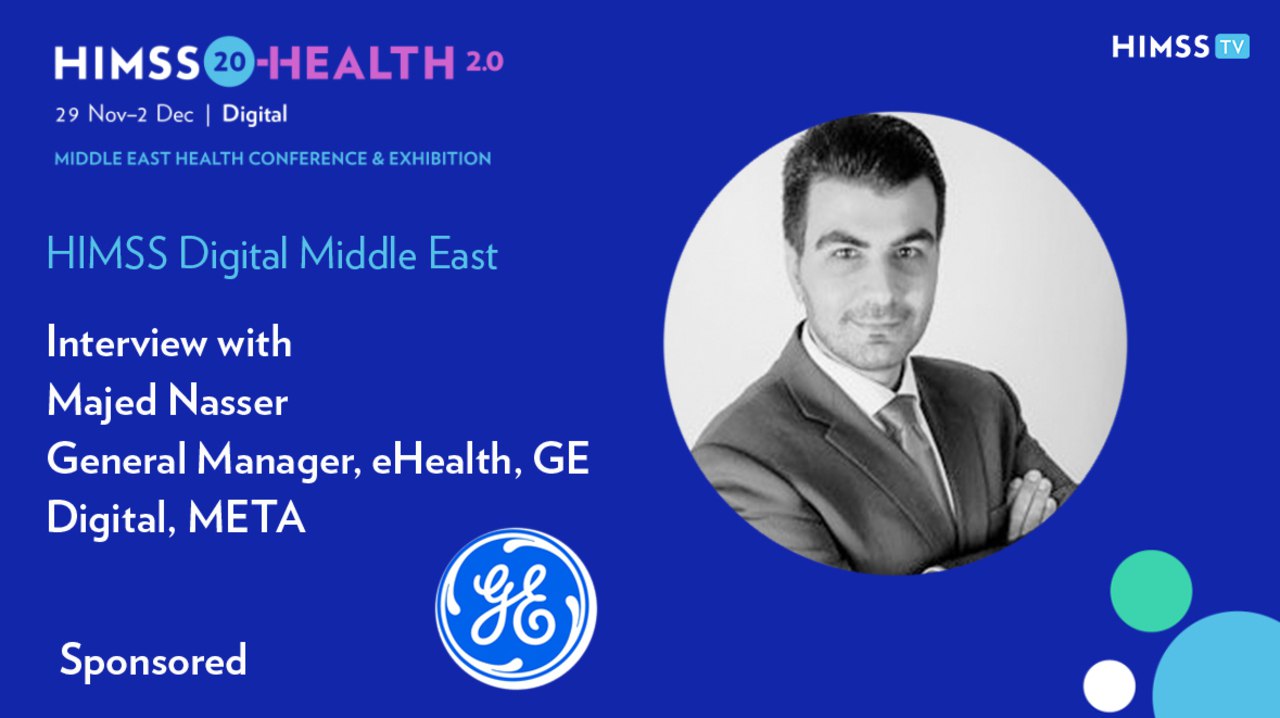 HIMSS20-HEALTH 2.0
HIMSS TV
29 Nov–2 Dec | Digital
MIDDLE EAST HEALTH CONFERENCE & EXHIBITION
HIMSS Digital Middle East
Interview with
Majed Nasser
General Manager, eHealth, GE
Digital, META
GE
Sponsored